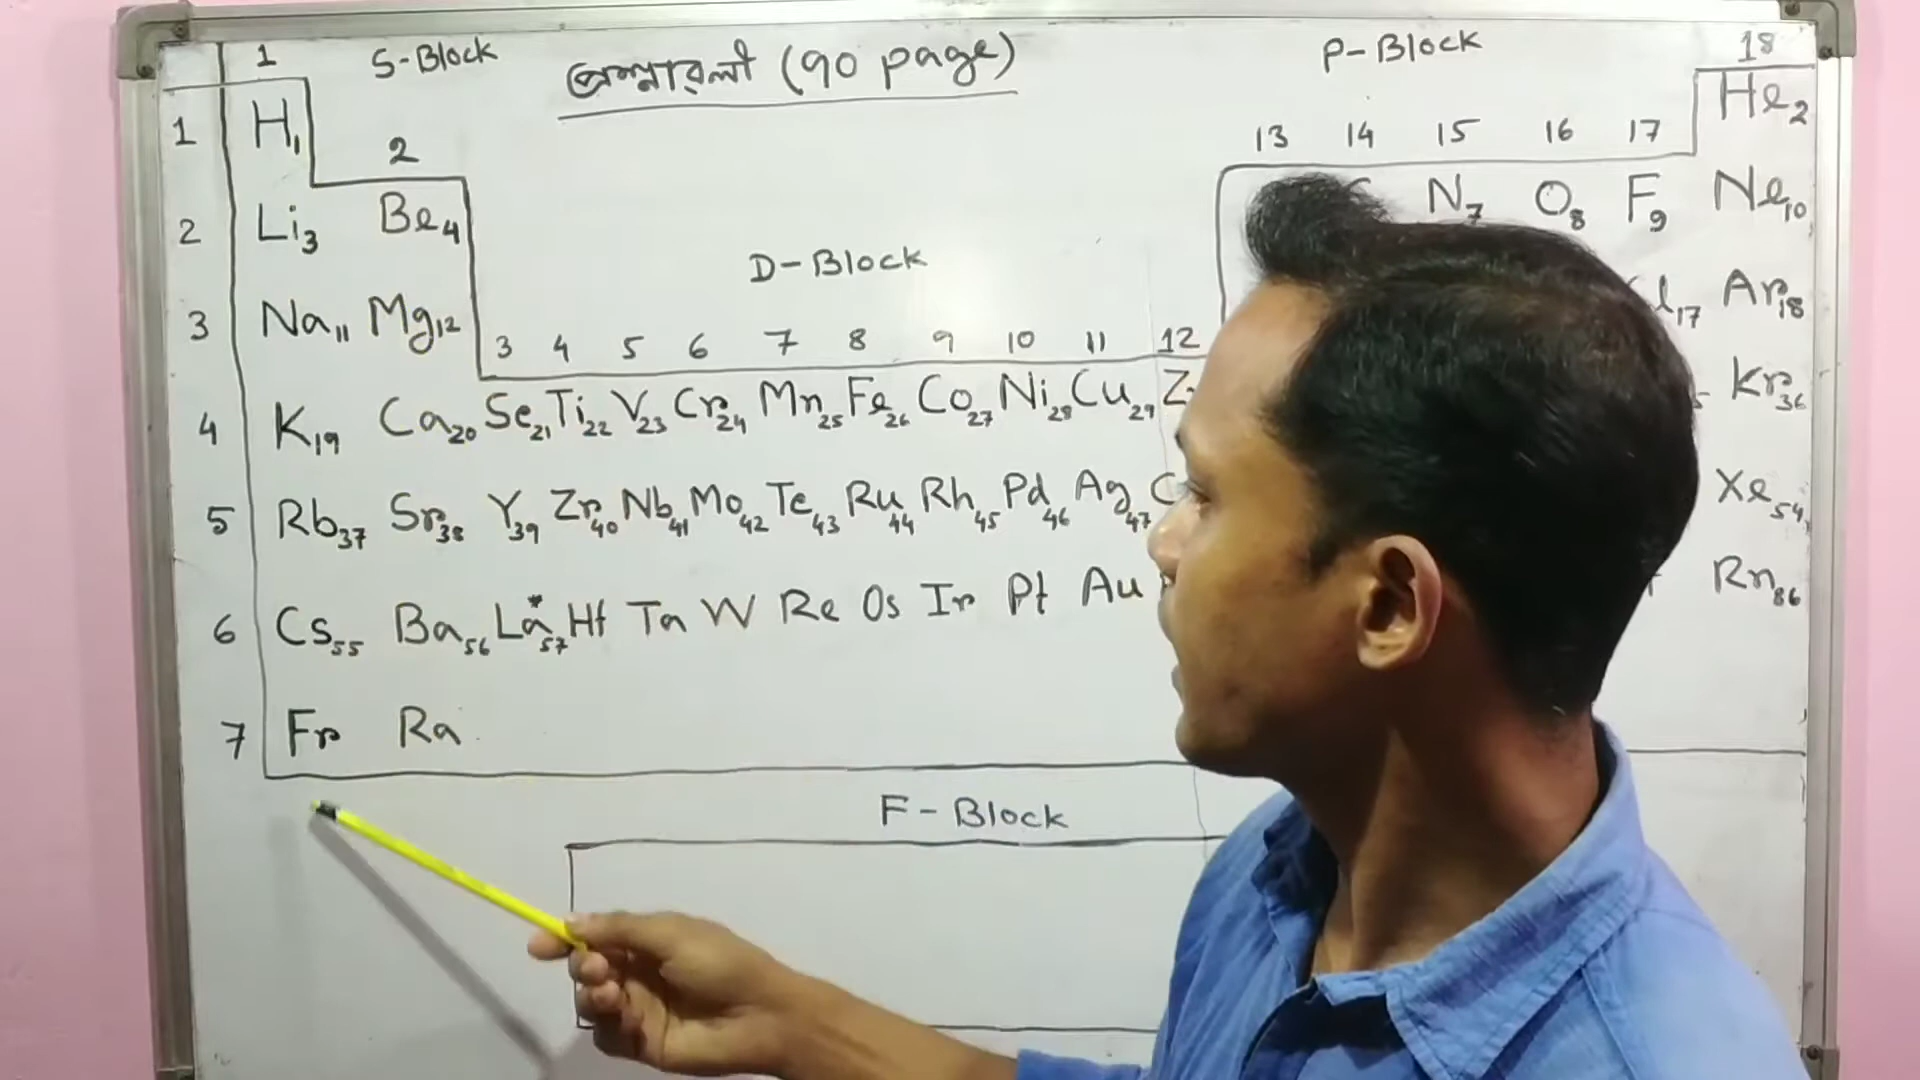 1 S-Block প্রশ্নাবলী (90 page) P-Block 18
1 H1 2 13 14 15 16 17 He2
2 Li3 Be4 N7 O8 F9 Ne10
D-Block
3 Na11 Mg12 3 4 5 6 7 8 9 10 11 12 17 Ar18
4 K19 Ca20 Se21 Ti22 V23 Cr24 Mn25 Fe26 Co27 Ni28 Cu29 Kr36
5 Rb37 Sr38 Y39 Zr40 Nb41 Mo42 Tc43 Ru44 Rh45 Pd46 Ag47 Xe54
6 Cs55 Ba56 La*57 Hf Ta W Re Os Ir Pt Au Rn86
7 Fr Ra
F-Block